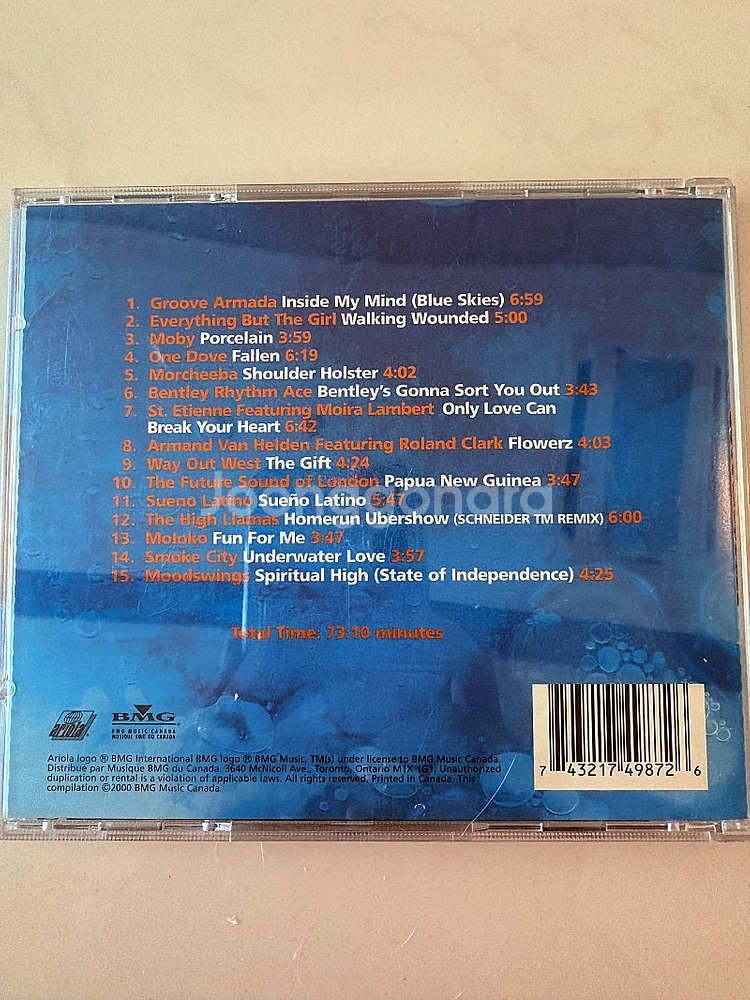 1. Groove Armada Inside My Mind (Blue Skies) 6:59
2. Everything But The Girl Walking Wounded 5:00
3. Moby Porcelain 3:59
4. One Dove Fallen 6:19
5. Morcheeba Shoulder Holster 4:02
6. Bentley Rhythm Ace Bentley's Gonna Sort You Out 3:43
7. St. Etienne Featuring Moira Lambert Only Love Can
Break Your Heart 6:42
8. Armand Van Helden Featuring Roland Clark Flowerz 4:03
9. Way Out West The Gift 4:24
10. The Future Sound of London Papua New Guinea 3:47
11. Sueno Latino Sueño Latino 5:47
12. The High Llamas Homerun Ubershow (SCHNEIDER TM REMIX) 6:00
13. Moloko Fun For Me 3:47
14. Smoke City Underwater Love 3:57
15. Moodswings Spiritual High (State of Independence) 4:25
Total Time: 73:10 minutes
ariola
BMG
BMG MUSIC CANADA
MUSIQUE BMG DU CANADA
Ariola logo ® BMG International BMG logo ® BMG Music, TM(s) under license to BMG Music Canada.
Distribué par Musique BMG du Canada. 3640 McNicoll Ave., Toronto, Ontario M1X 1G1. Unauthorized
duplication or rental is a violation of applicable laws. All rights reserved. Printed in Canada. This
compilation ©2000 BMG Music Canada.
7 43217 49872 6